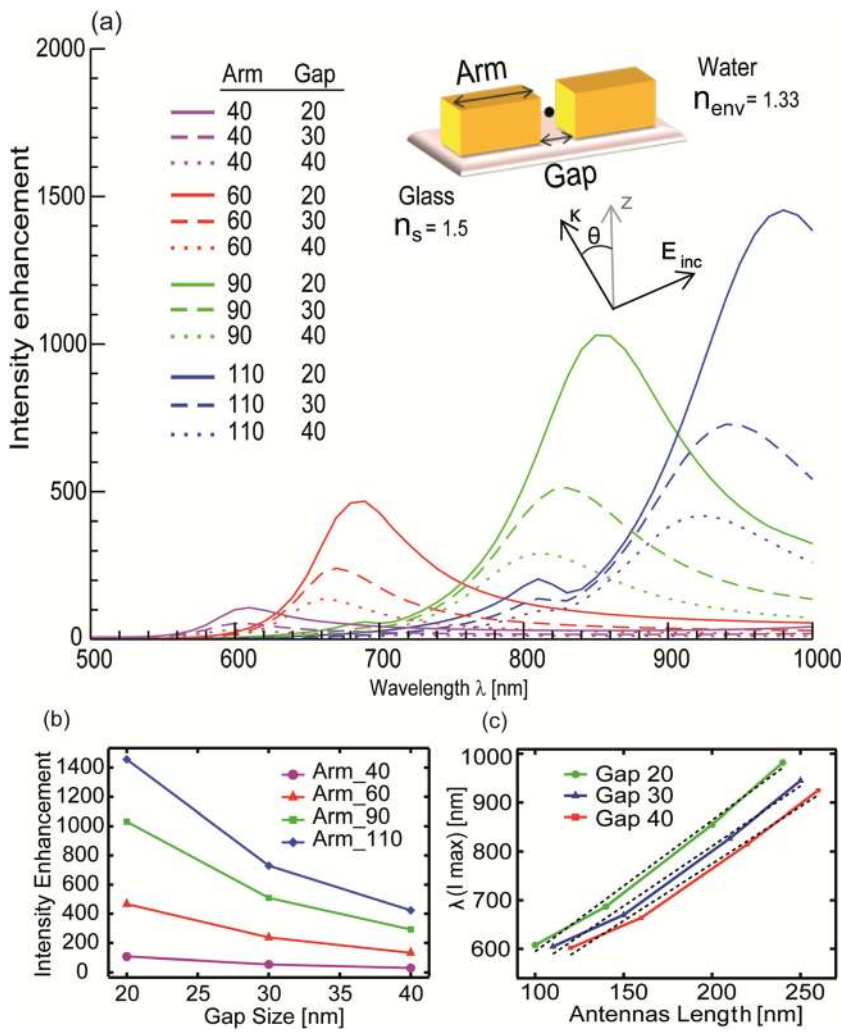 (a)
2000
1500
1000
500
0
Intensity enhancement
Arm Gap
40 20
40 30
40 40
60 20
60 30
60 40
90 20
90 30
90 40
110 20
110 30
110 40
Arm
Gap
Water
n_env = 1.33
Glass
n_s = 1.5
κ
θ
z
E_inc
500 600 700 800 900 1000
Wavelength λ [nm]
(b)
1400
1200
1000
800
600
400
200
0
Intensity Enhancement
Arm_40
Arm_60
Arm_90
Arm_110
20 25 30 35 40
Gap Size [nm]
(c)
1000
900
800
700
600
λ(I max) [nm]
Gap 20
Gap 30
Gap 40
100 150 200 250
Antennas Length [nm]